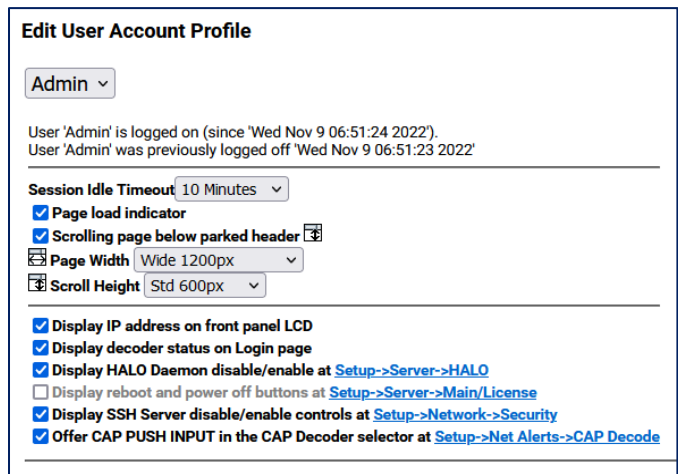 Edit User Account Profile
Admin
User 'Admin' is logged on (since 'Wed Nov 9 06:51:24 2022').
User 'Admin' was previously logged off 'Wed Nov 9 06:51:23 2022'
Session Idle Timeout 10 Minutes
Page load indicator
Scrolling page below parked header
Page Width Wide 1200px
Scroll Height Std 600px
Display IP address on front panel LCD
Display decoder status on Login page
Display HALO Daemon disable/enable at Setup->Server->HALO
Display reboot and power off buttons at Setup->Server->Main/License
Display SSH Server disable/enable controls at Setup->Network->Security
Offer CAP PUSH INPUT in the CAP Decoder selector at Setup->Net Alerts->CAP Decode